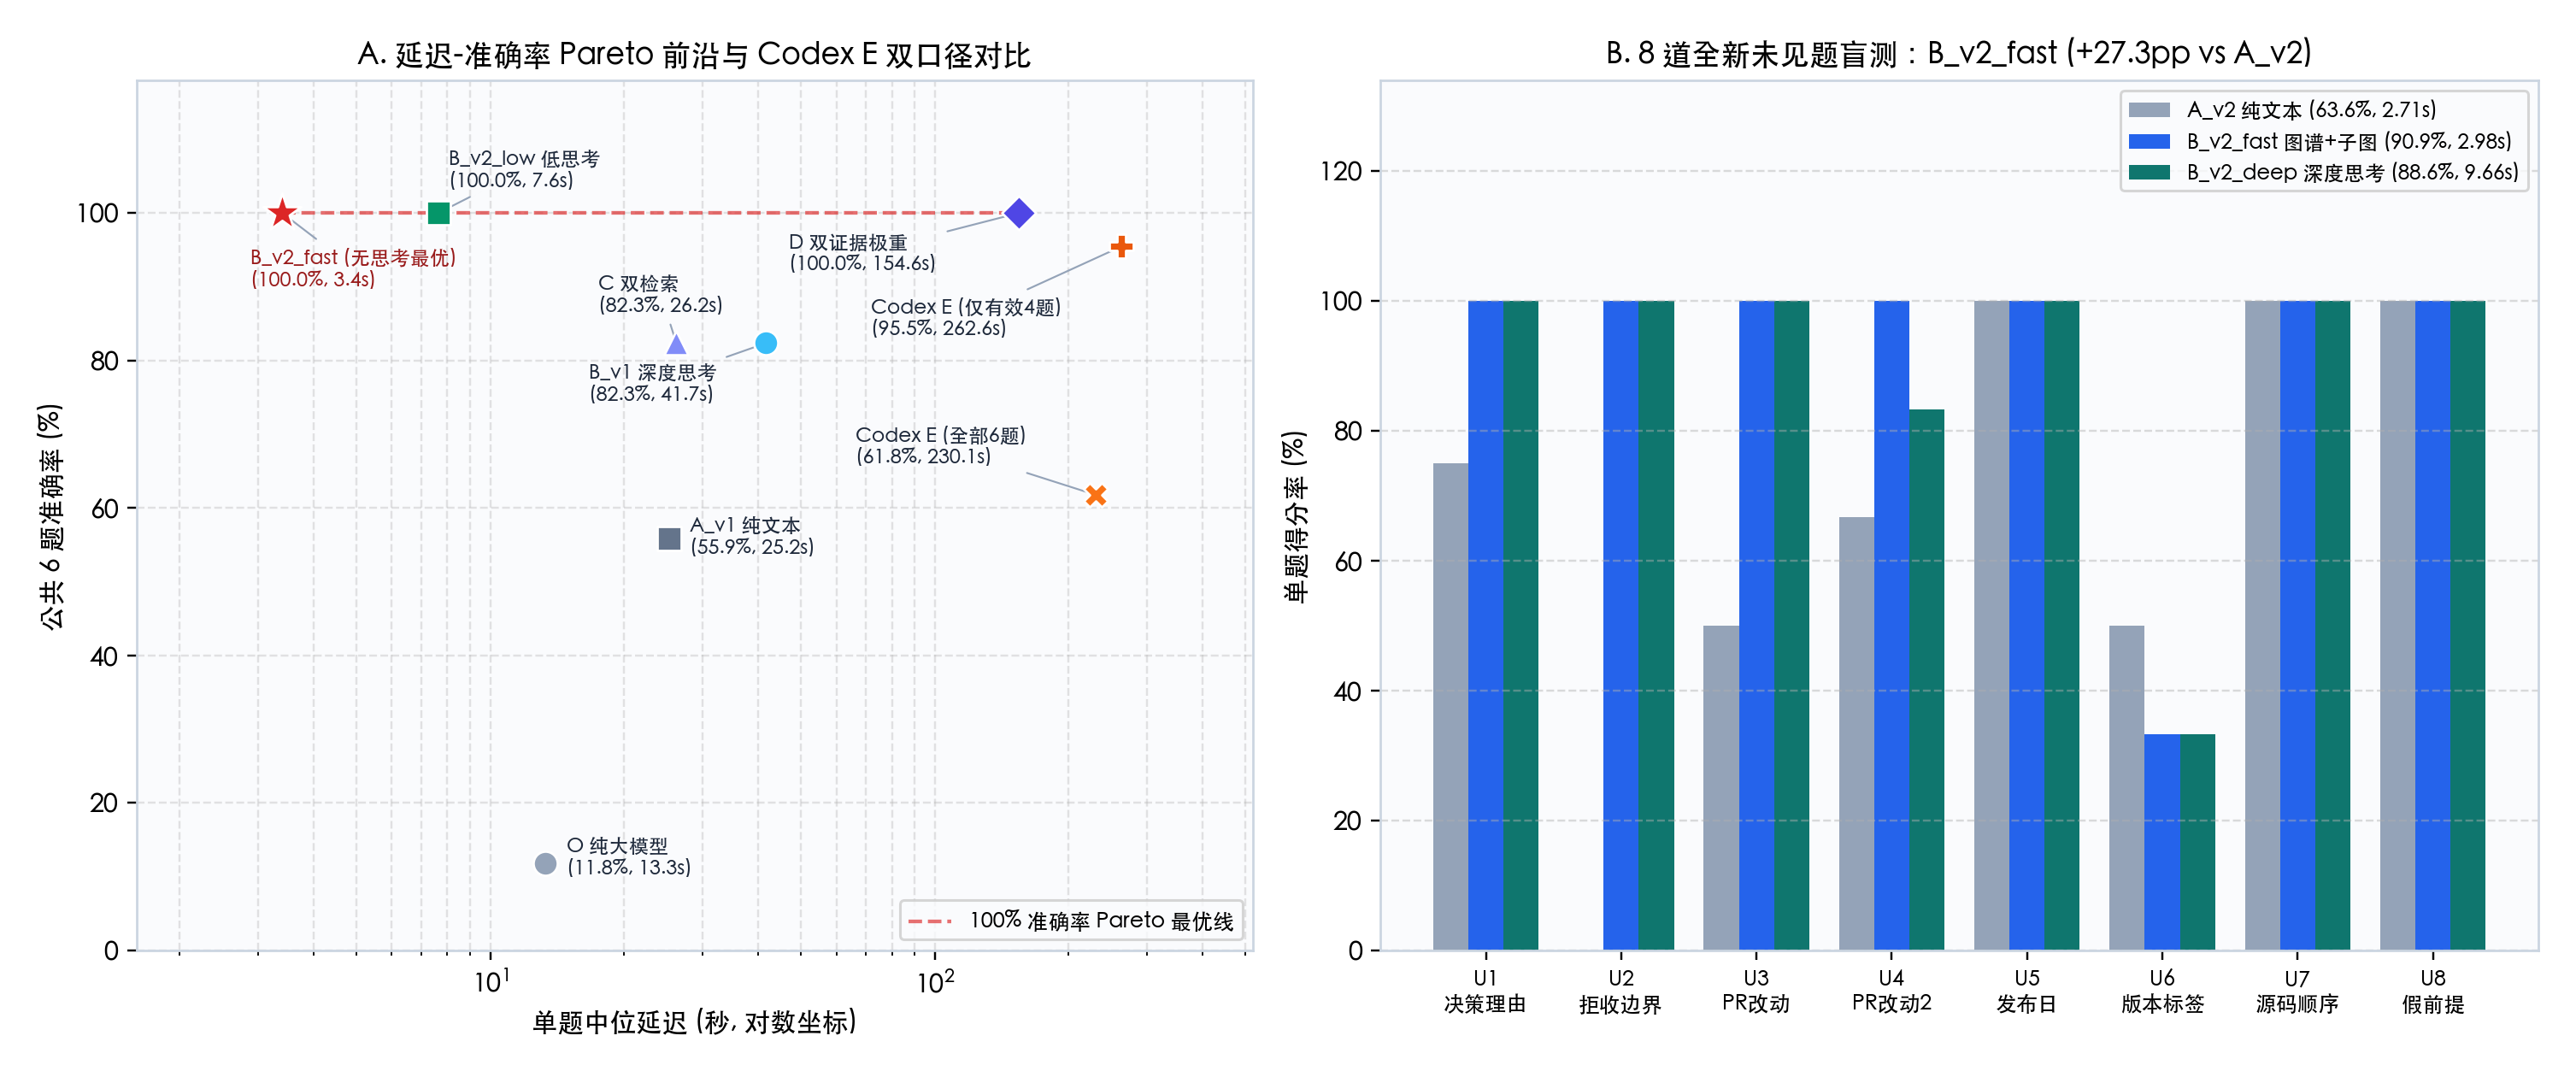 A. 延迟-准确率 Pareto 前沿与 Codex E 双口径对比
公共 6 题准确率 (%)
100
80
60
40
20
0
B_v2_low 低思考
(100.0%, 7.6s)
B_v2_fast (无思考最优)
(100.0%, 3.4s)
D 双证据极重
(100.0%, 154.6s)
C 双检索
(82.3%, 26.2s)
Codex E (仅有效4题)
(95.5%, 262.6s)
B_v1 深度思考
(82.3%, 41.7s)
Codex E (全部6题)
(61.8%, 230.1s)
A_v1 纯文本
(55.9%, 25.2s)
O 纯大模型
(11.8%, 13.3s)
100% 准确率 Pareto 最优线
10¹
10²
单题中位延迟 (秒, 对数坐标)
B. 8 道全新未见题盲测：B_v2_fast (+27.3pp vs A_v2)
A_v2 纯文本 (63.6%, 2.71s)
B_v2_fast 图谱+子图 (90.9%, 2.98s)
B_v2_deep 深度思考 (88.6%, 9.66s)
单题得分率 (%)
120
100
80
60
40
20
0
U1
决策理由
U2
拒收边界
U3
PR改动
U4
PR改动2
U5
发布日
U6
版本标签
U7
源码顺序
U8
假前提